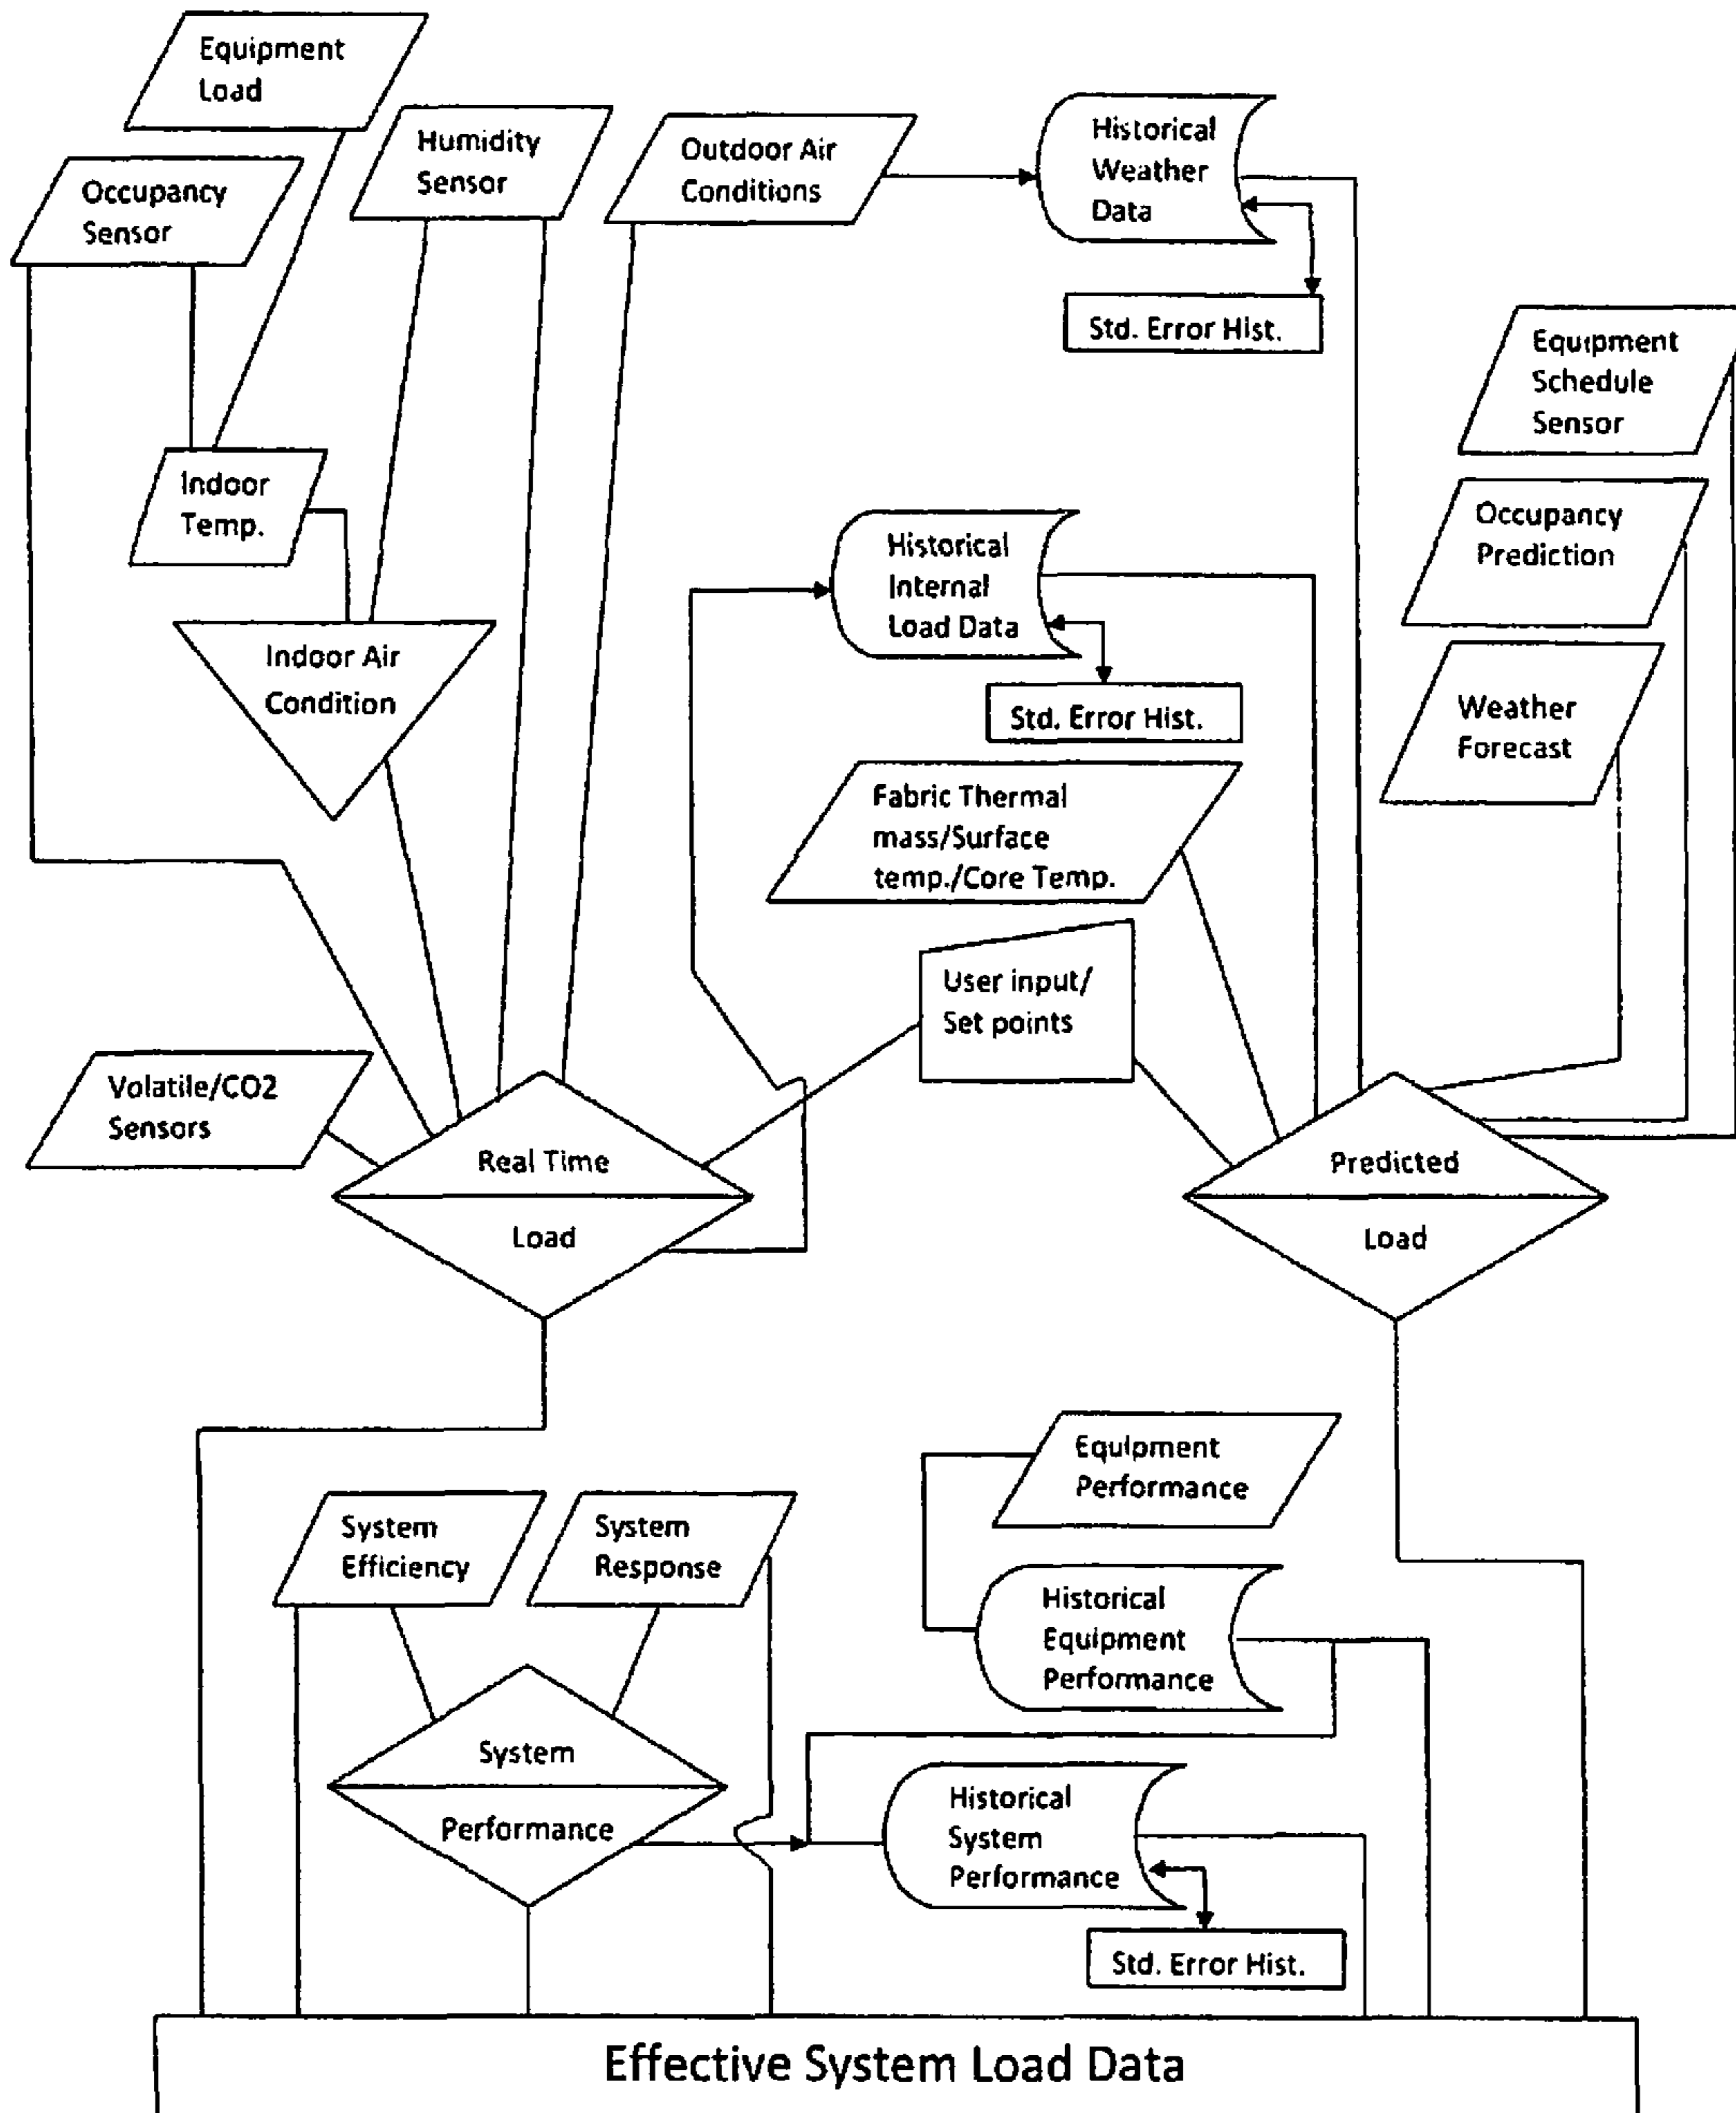 Equipment
Load
Humidity
Sensor
Outdoor Air
Conditions
Historical
Weather
Data
Occupancy
Sensor
Std. Error Hist.
Equipment
Schedule
Sensor
Indoor
Temp.
Historical
Internal
Load Data
Occupancy
Prediction
Indoor Air
Condition
Std. Error Hist.
Weather
Forecast
Fabric Thermal
mass/Surface
temp./Core Temp.
User input/
Set points
Volatile/CO2
Sensors
Real Time
Load
Predicted
Load
Equipment
Performance
System
Efficiency
System
Response
Historical
Equipment
Performance
System
Performance
Historical
System
Performance
Std. Error Hist.
Effective System Load Data